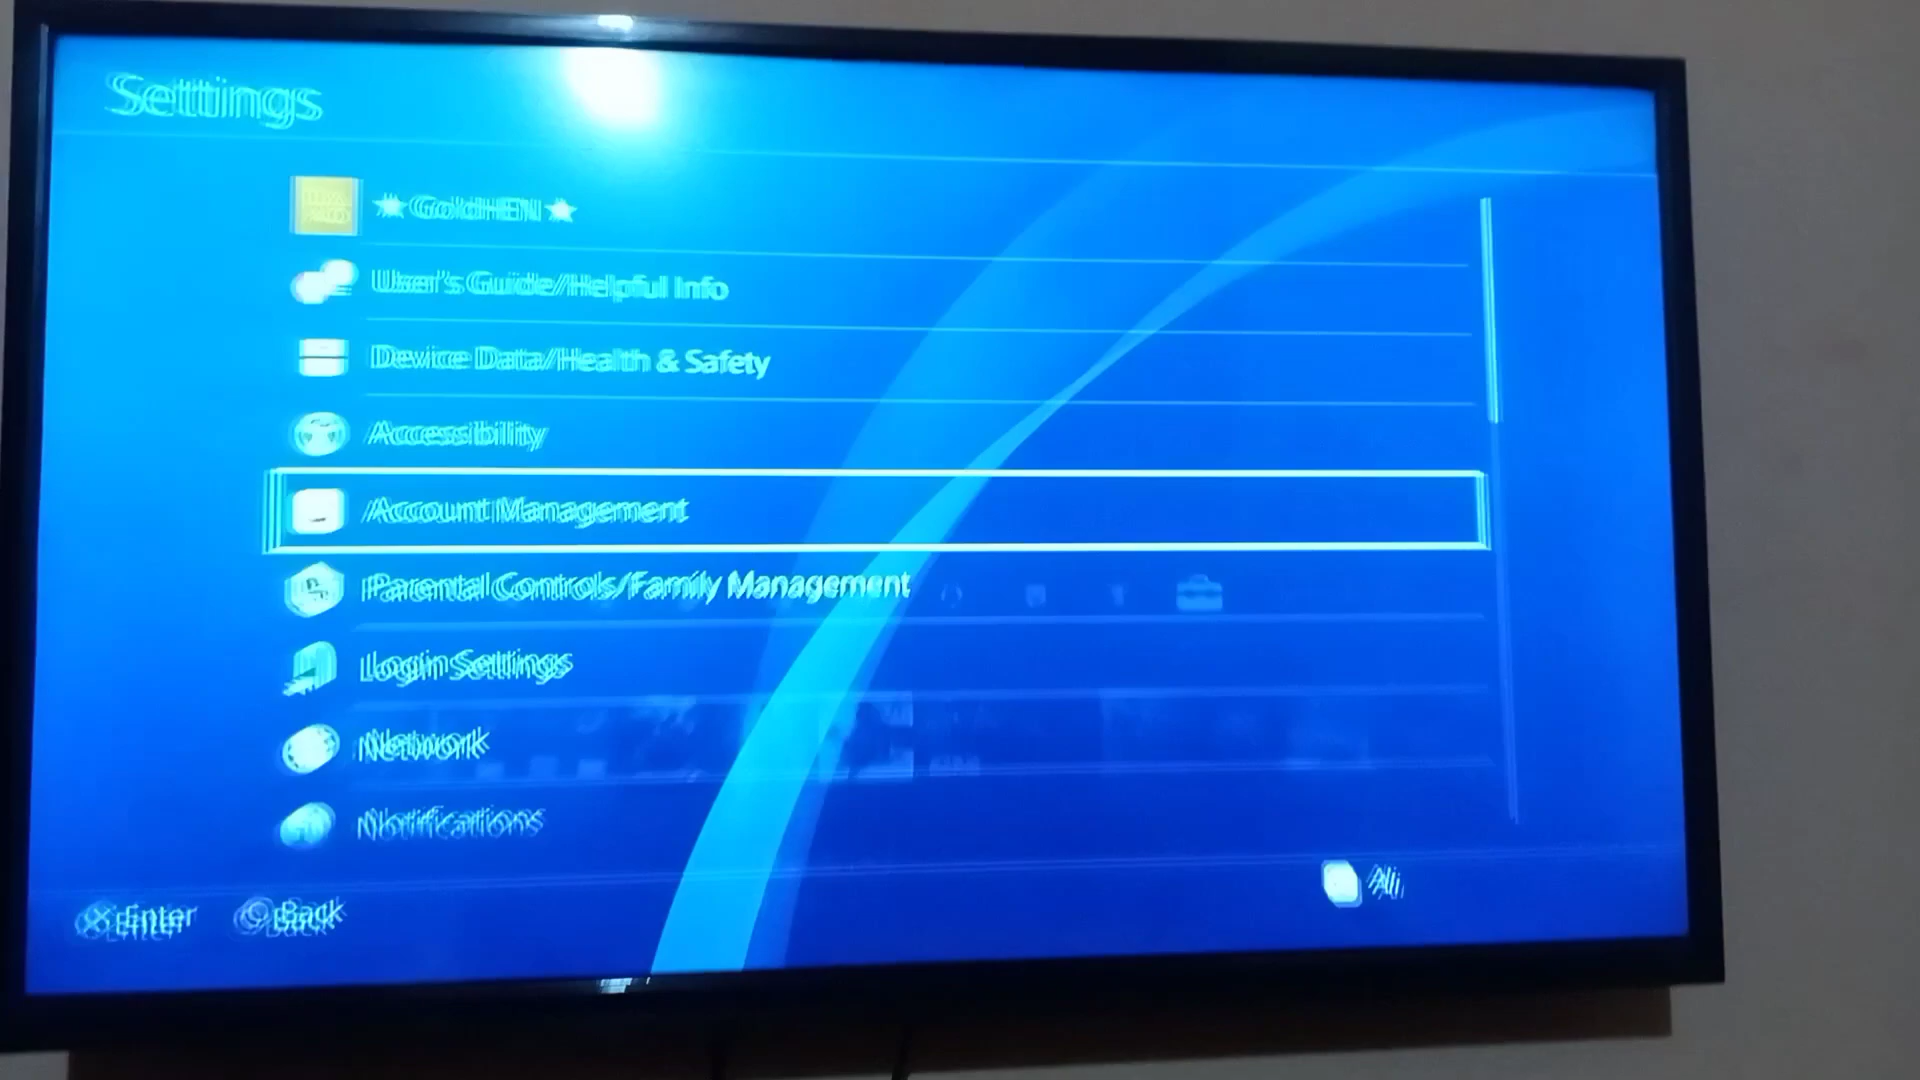 Settings
★ GoldHEN ★
User's Guide/Helpful Info
Device Data/Health & Safety
Accessibility
Account Management
Parental Controls/Family Management
Login Settings
Network
Notifications
Ali
Enter
Back